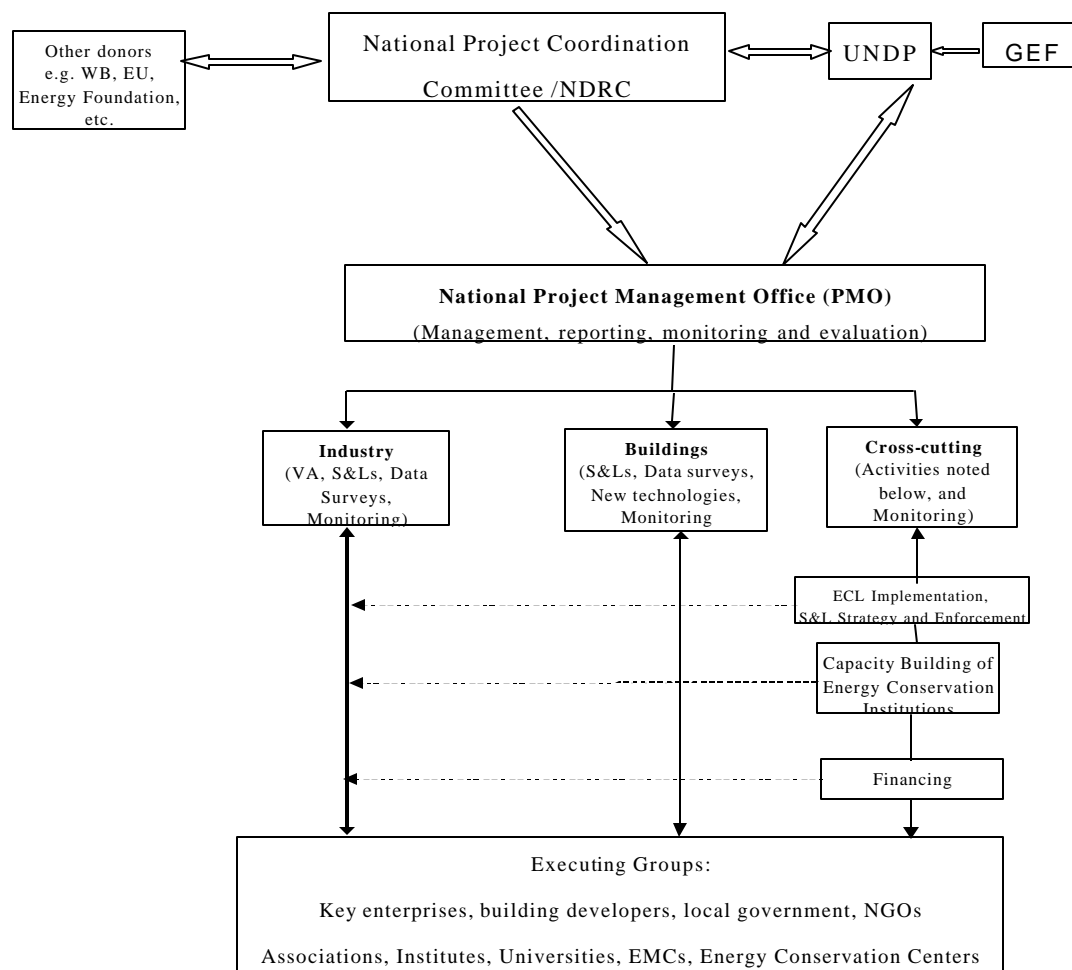 Other donors
e.g. WB, EU,
Energy Foundation,
etc.
National Project Coordination
Committee /NDRC
UNDP
GEF
National Project Management Office (PMO)
(Management, reporting, monitoring and evaluation)
Industry
(VA, S&Ls, Data
Surveys,
Monitoring)
Buildings
(S&Ls, Data surveys,
New technologies,
Monitoring
Cross-cutting
(Activities noted
below, and
Monitoring)
ECL Implementation,
S&L Strategy and Enforcement
Capacity Building of
Energy Conservation
Institutions
Financing
Executing Groups:
Key enterprises, building developers, local government, NGOs
Associations, Institutes, Universities, EMCs, Energy Conservation Centers